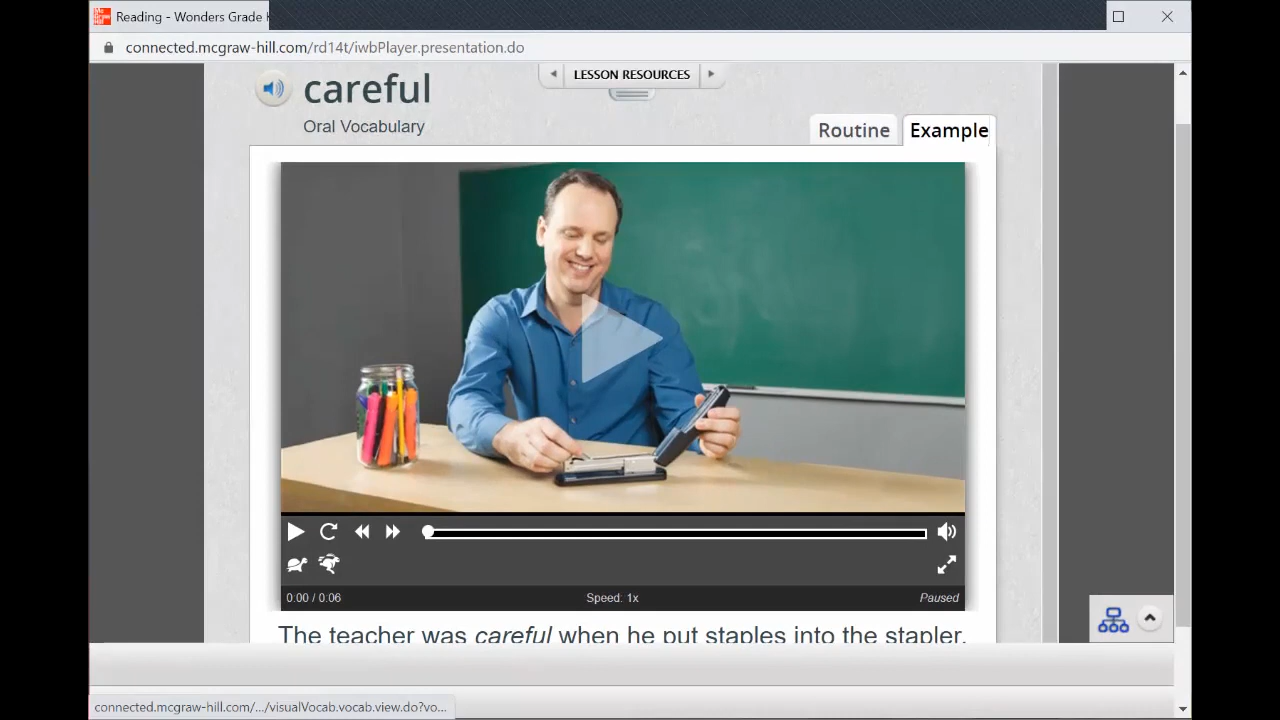 Reading - Wonders Grade
connected.mcgraw-hill.com/rd14t/iwbPlayer.presentation.do
LESSON RESOURCES
careful
Oral Vocabulary
Routine
Example
0:00 / 0:06
Speed: 1x
Paused
The teacher was careful when he put staples into the stapler.
connected.mcgraw-hill.com/.../visualVocab.vocab.view.do?vo...